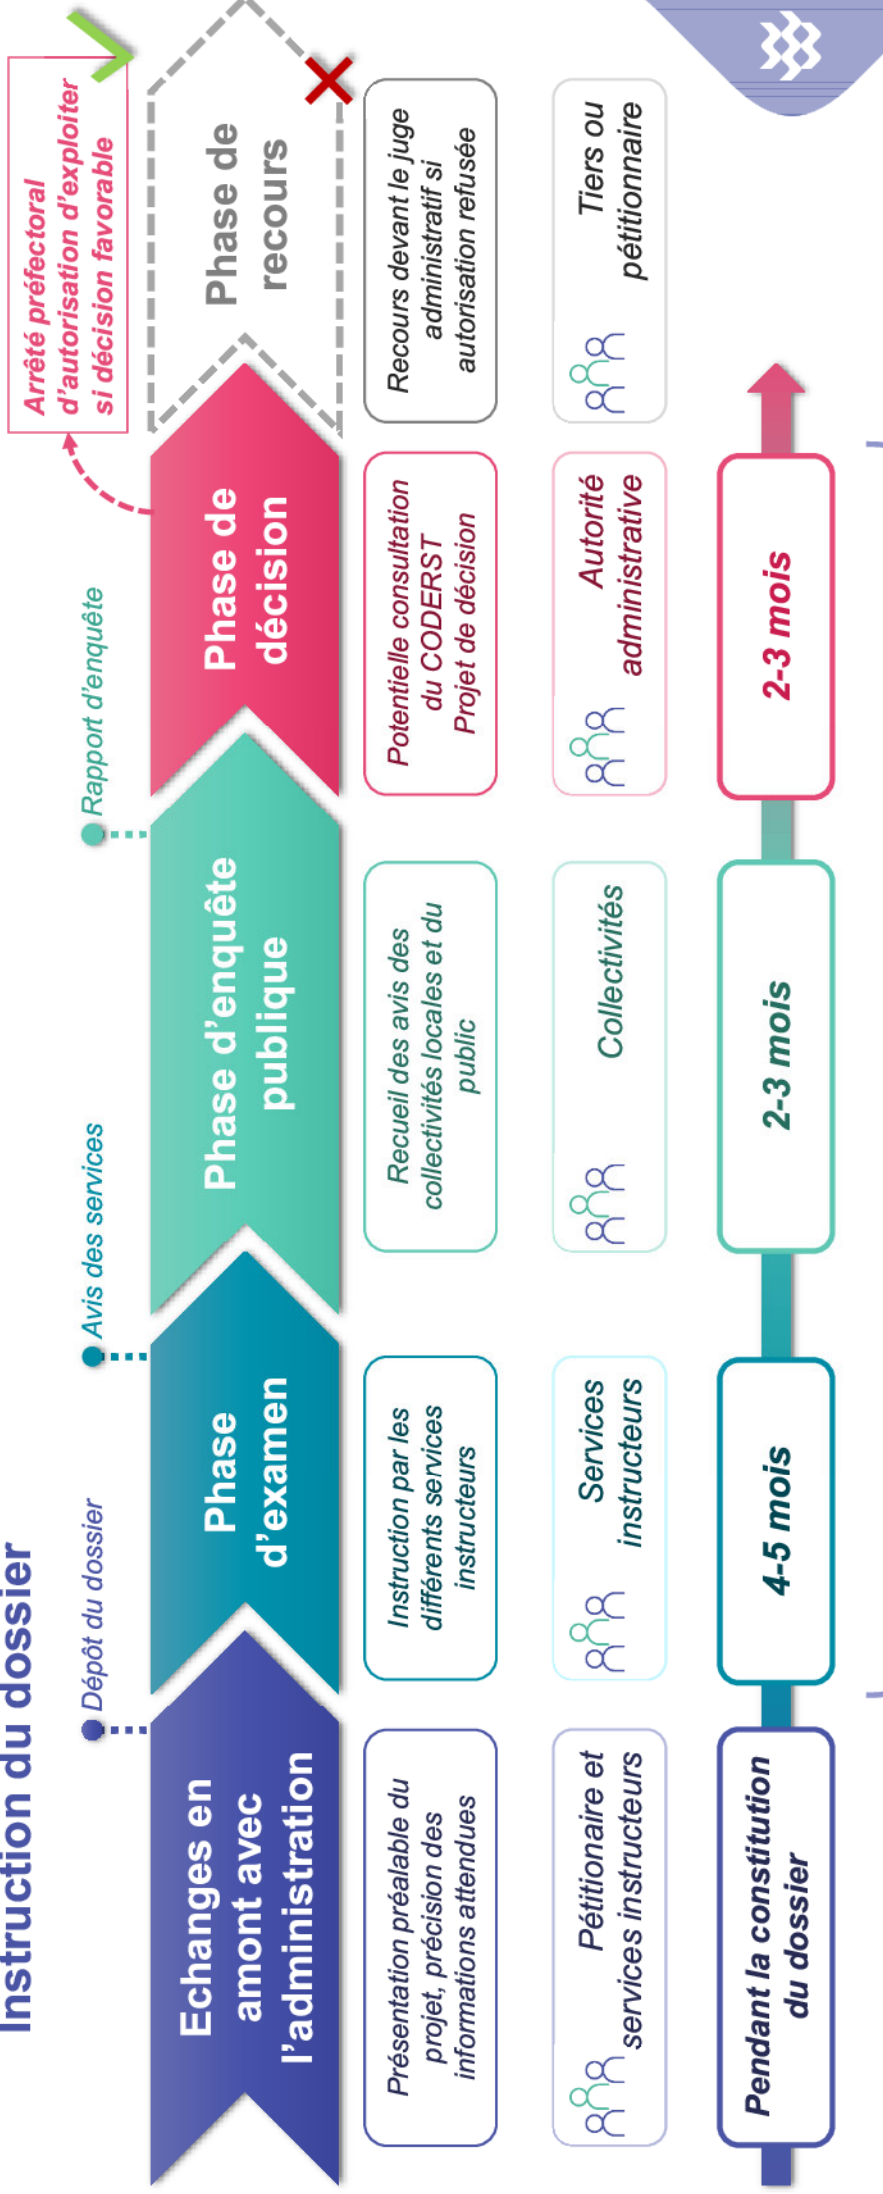 Instruction du dossier
Dépôt du dossier
Avis des services
Rapport d'enquête
Arrêté préfectoral
d'autorisation d'exploiter
si décision favorable
Echanges en
amont avec
l'administration
Phase
d'examen
Phase d'enquête
publique
Phase de
décision
Phase de
recours
Présentation préalable du
projet, précision des
informations attendues
Instruction par les
différents services
instructeurs
Recueil des avis des
collectivités locales et du
public
Potentielle consultation
du CODERST
Projet de décision
Recours devant le juge
administratif si
autorisation refusée
Pétitionaire et
services instructeurs
Services
instructeurs
Collectivités
Autorité
administrative
Tiers ou
pétitionnaire
Pendant la constitution
du dossier
4-5 mois
2-3 mois
2-3 mois